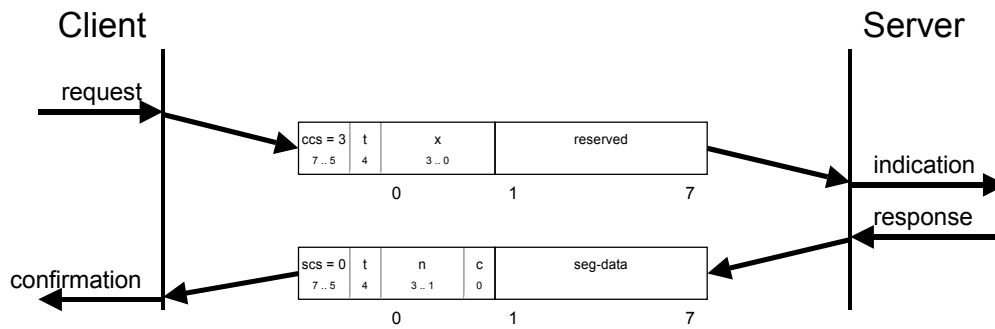 Client Server
request
ccs = 3 t x reserved
7 .. 5 4 3 .. 0
indication
0 1 7
response
scs = 0 t n c seg-data
confirmation
7 .. 5 4 3 .. 1 0
0 1 7